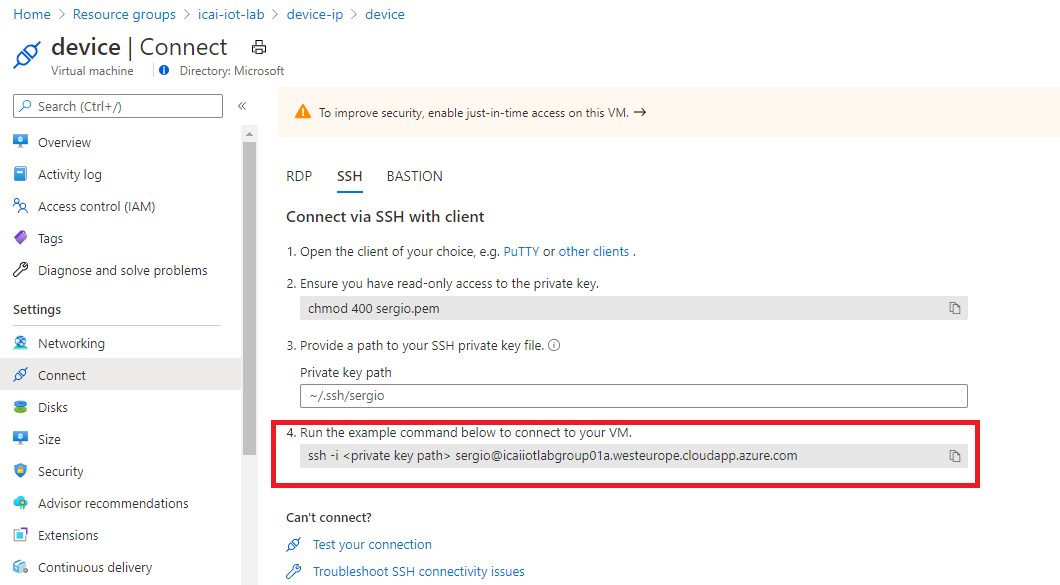 Home > Resource groups > icai-iot-lab > device-ip > device
device | Connect
Virtual machine
Directory: Microsoft
Search (Ctrl+/)
«
Overview
Activity log
Access control (IAM)
Tags
Diagnose and solve problems
Settings
Networking
Connect
Disks
Size
Security
Advisor recommendations
Extensions
Continuous delivery
To improve security, enable just-in-time access on this VM. →
RDP SSH BASTION
Connect via SSH with client
1. Open the client of your choice, e.g. PuTTY or other clients .
2. Ensure you have read-only access to the private key.
chmod 400 sergio.pem
3. Provide a path to your SSH private key file.
Private key path
~/.ssh/sergio
4. Run the example command below to connect to your VM.
ssh -i <private key path> sergio@icaiiotlabgroup01a.westeurope.cloudapp.azure.com
Can't connect?
Test your connection
Troubleshoot SSH connectivity issues